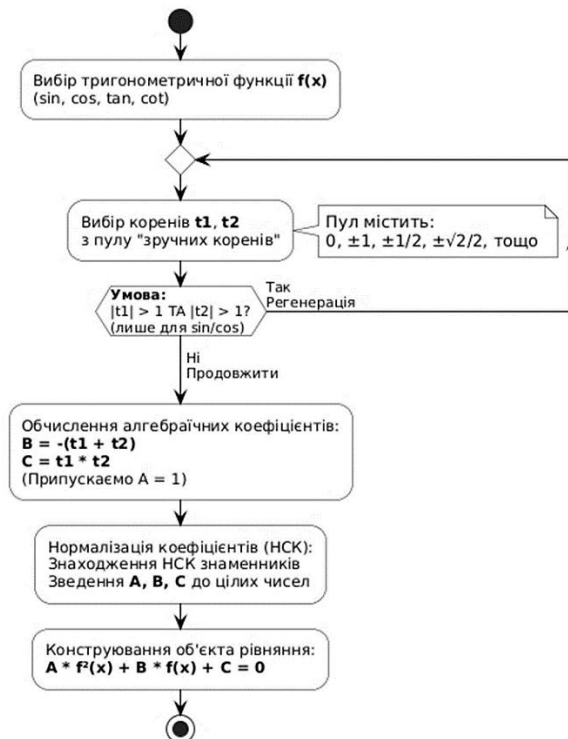 Вибір тригонометричної функції f(x)
(sin, cos, tan, cot)
Вибір коренів t1, t2
з пулу "зручних коренів"
Пул містить:
0, ±1, ±1/2, ±√2/2, тощо
Умова:
|t1| > 1 ТА |t2| > 1?
(лише для sin/cos)
Так
Регенерація
Ні
Продовжити
Обчислення алгебраїчних коефіцієнтів:
B = -(t1 + t2)
C = t1 * t2
(Припускаємо A = 1)
Нормалізація коефіцієнтів (НСК):
Знаходження НСК знаменників
Зведення A, B, C до цілих чисел
Конструювання об'єкта рівняння:
A * f²(x) + B * f(x) + C = 0